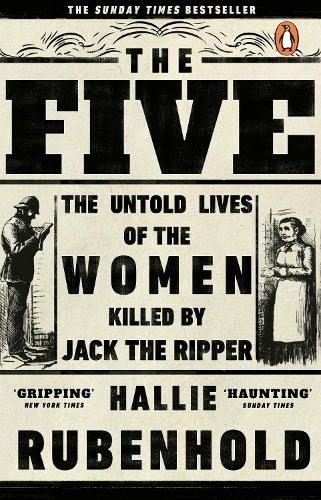 THE SUNDAY TIMES BESTSELLER
THE
FIVE
THE UNTOLD LIVES
OF THE
WOMEN
KILLED BY
JACK THE RIPPER
'GRIPPING'
NEW YORK TIMES
HALLIE
'HAUNTING'
SUNDAY TIMES
RUBENHOLD